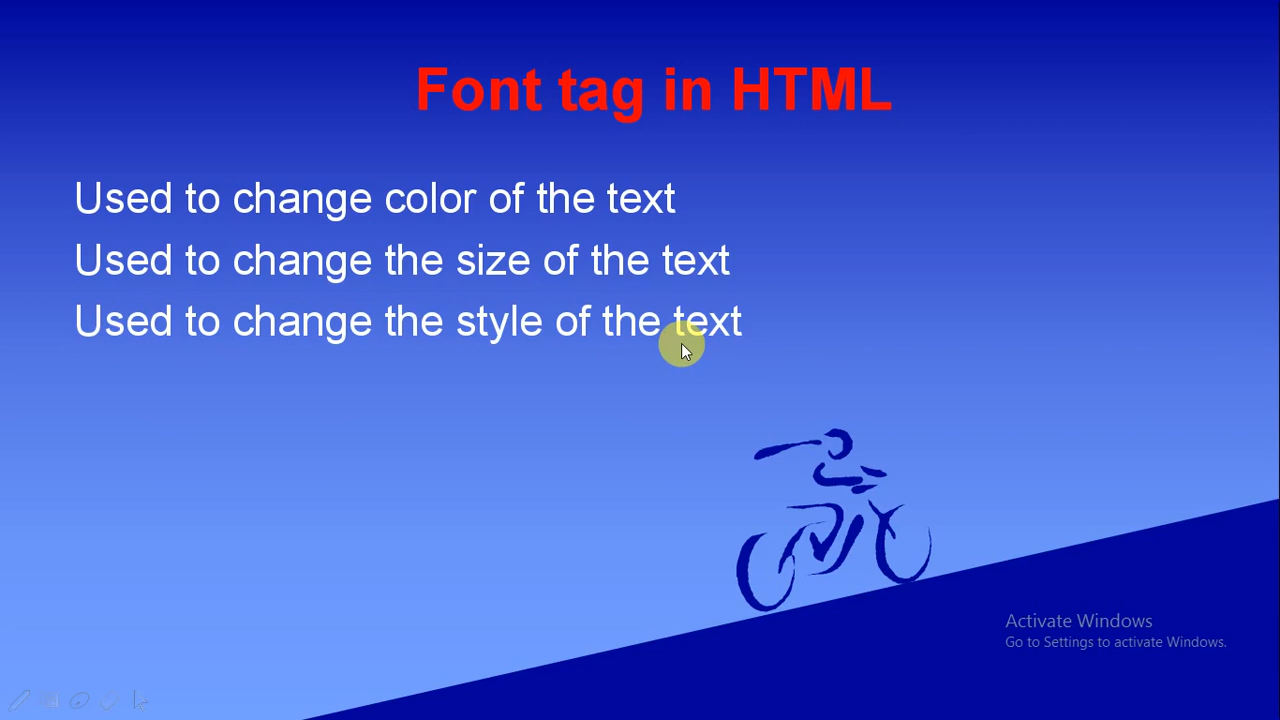 Font tag in HTML
Used to change color of the text
Used to change the size of the text
Used to change the style of the text
Activate Windows
Go to Settings to activate Windows.